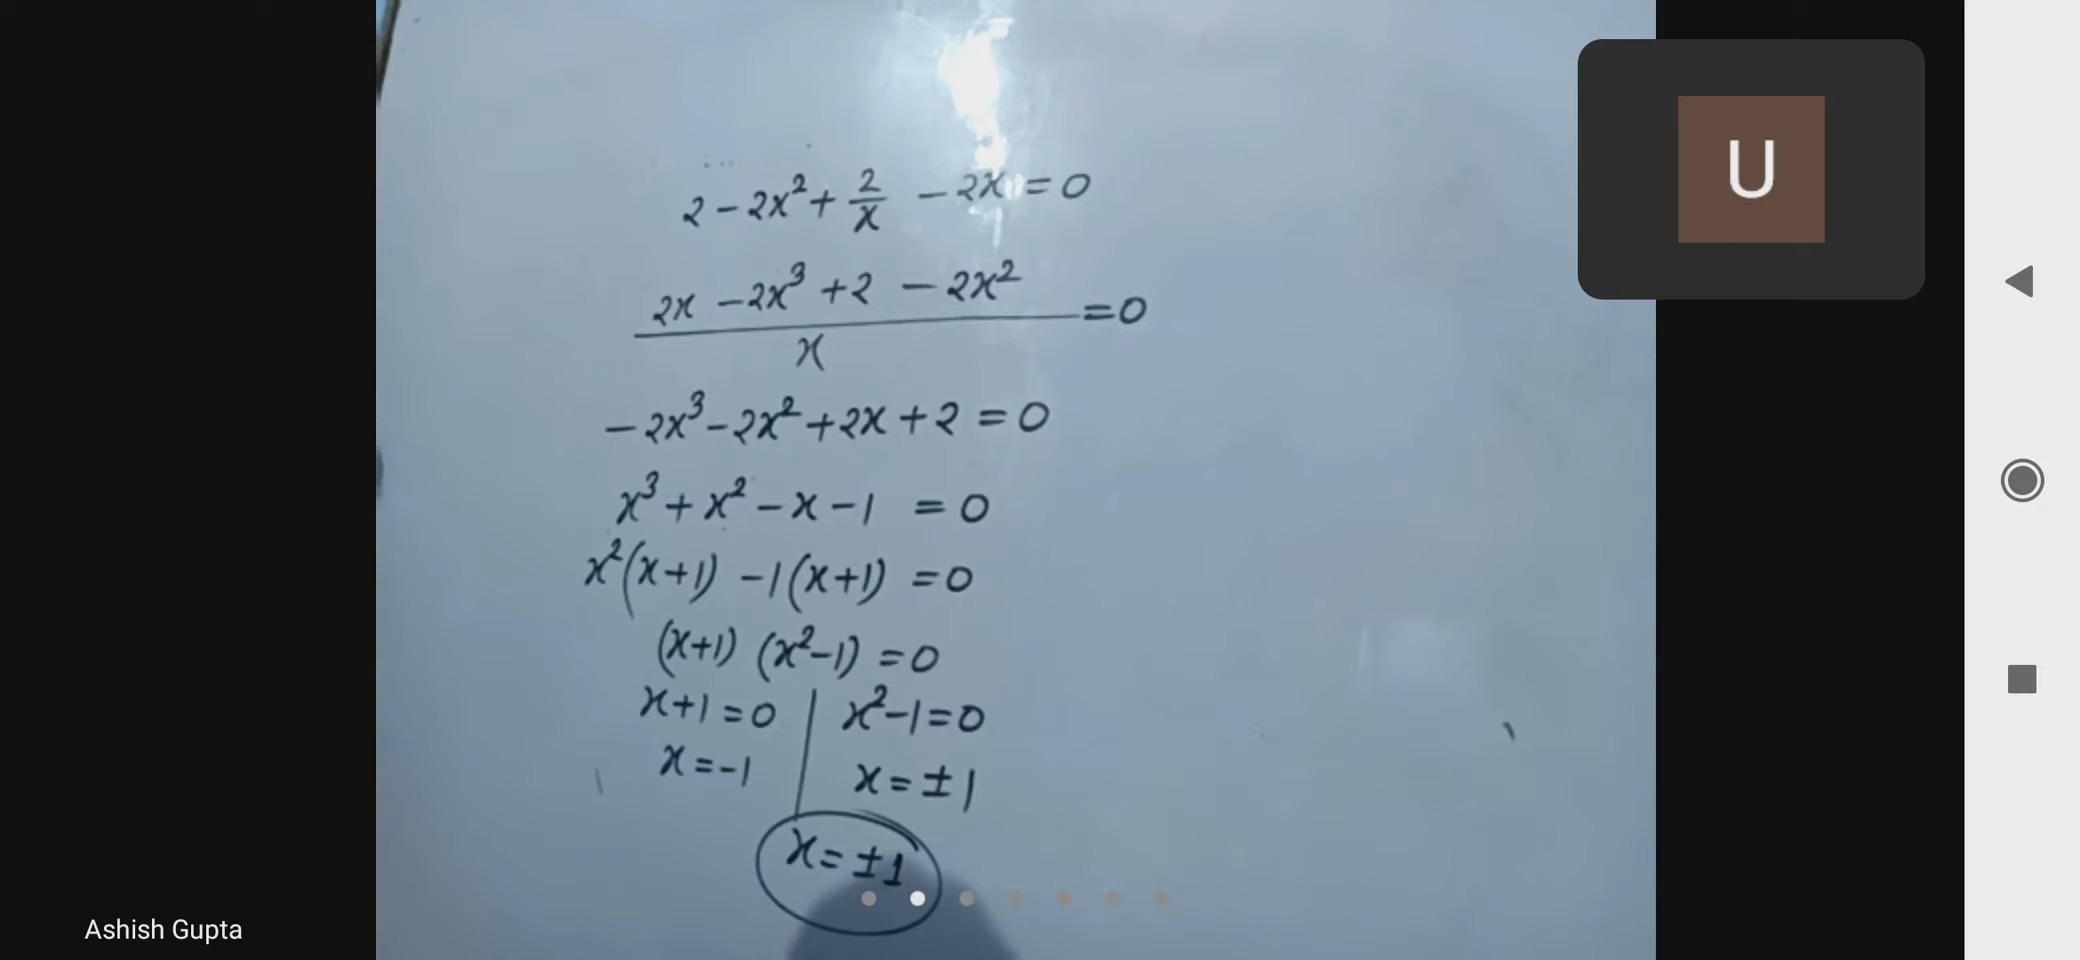 2 - 2x² + 2/x - 2x = 0
(2x - 2x³ + 2 - 2x²)/x = 0
- 2x³ - 2x² + 2x + 2 = 0
x³ + x² - x - 1 = 0
x²(x+1) - 1(x+1) = 0
(x+1) (x²-1) = 0
x+1 = 0 | x²-1 = 0
x = -1 | x = ±1
x = ±1
U
Ashish Gupta